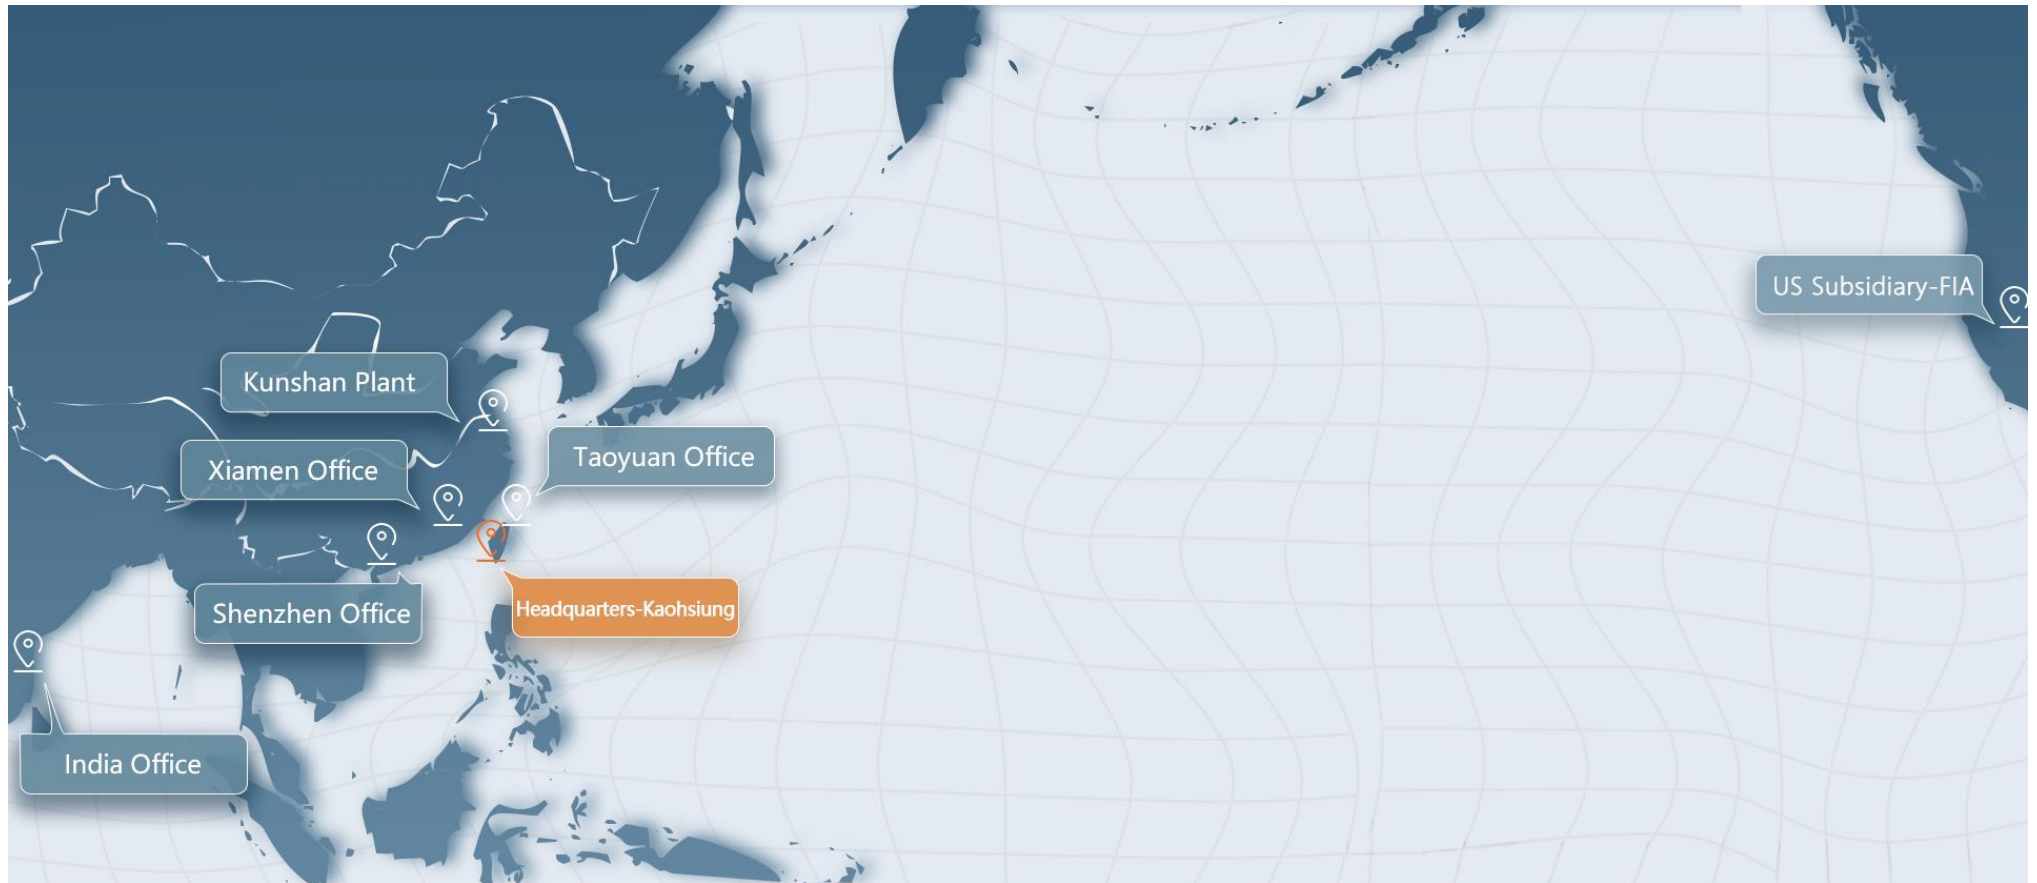 US Subsidiary-FIA
Kunshan Plant
Taoyuan Office
Xiamen Office
Headquarters-Kaohsiung
Shenzhen Office
India Office